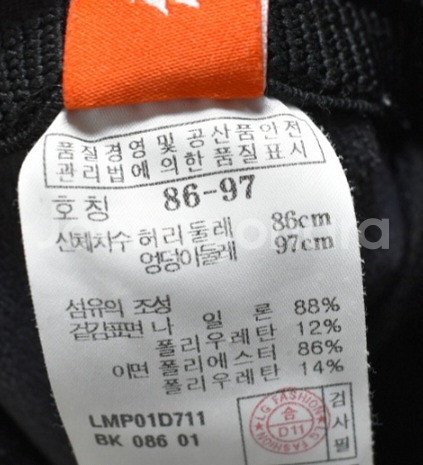 품질경영 및 공산품안전
관리법에 의한 품질표시
호칭 86-97
신체치수 허리둘레 86cm
엉덩이둘레 97cm
섬유의 조성
겉감표면 나일론 88%
폴리우레탄 12%
이면 폴리에스터 86%
폴리우레탄 14%
LMP01D711
BK 086 01
LG FASHION
D11
LG FASHION
검사필